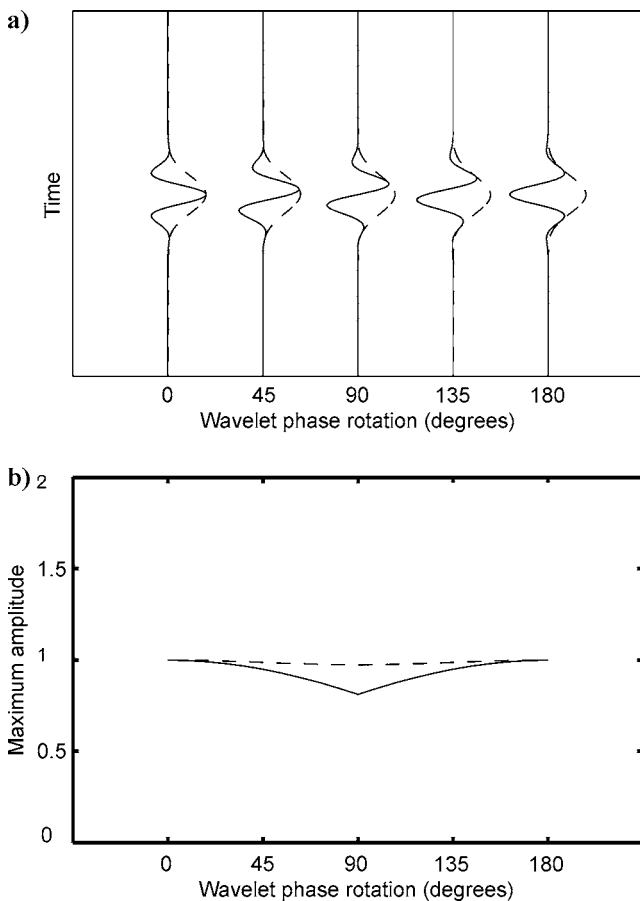 a)
Time
0 45 90 135 180
Wavelet phase rotation (degrees)
b)
2
1.5
1
0.5
0
Maximum amplitude
0 45 90 135 180
Wavelet phase rotation (degrees)